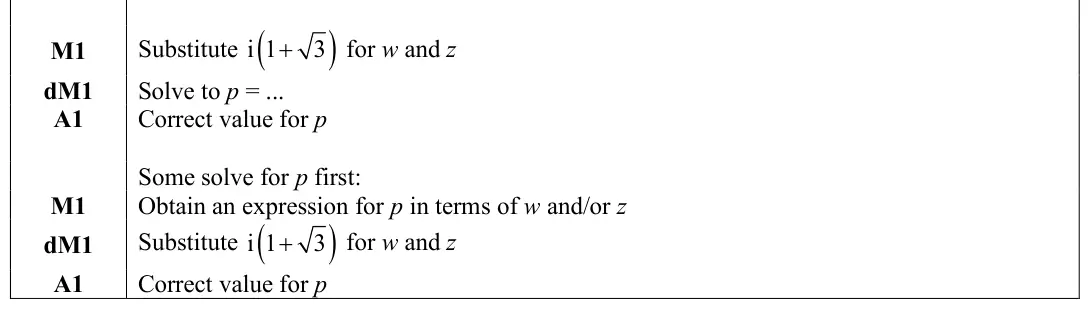 M1 Substitute i(1+√3) for w and z
dM1 Solve to p = ...
A1 Correct value for p
Some solve for p first:
M1 Obtain an expression for p in terms of w and/or z
dM1 Substitute i(1+√3) for w and z
A1 Correct value for p